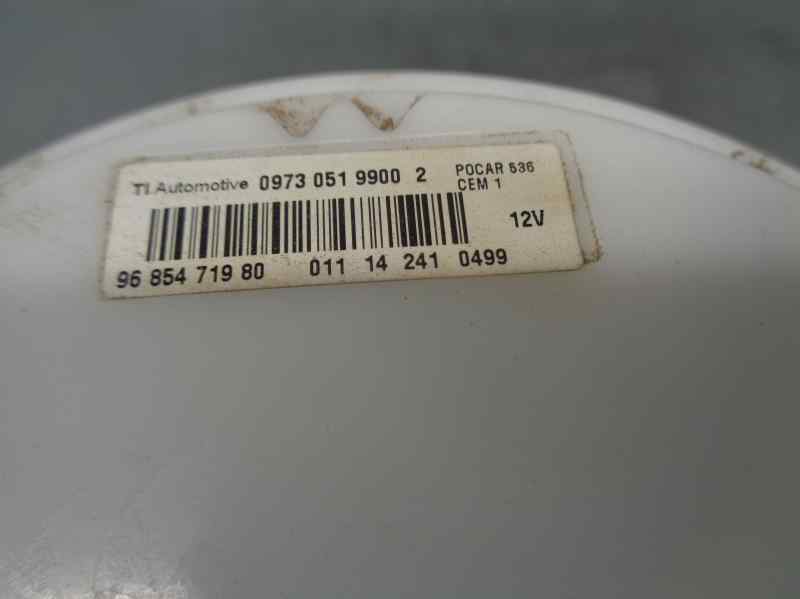 TI Automotive 0973 051 9900 2 POCAR 536
CEM 1
12V
96 854 719 80 011 14 241 0499